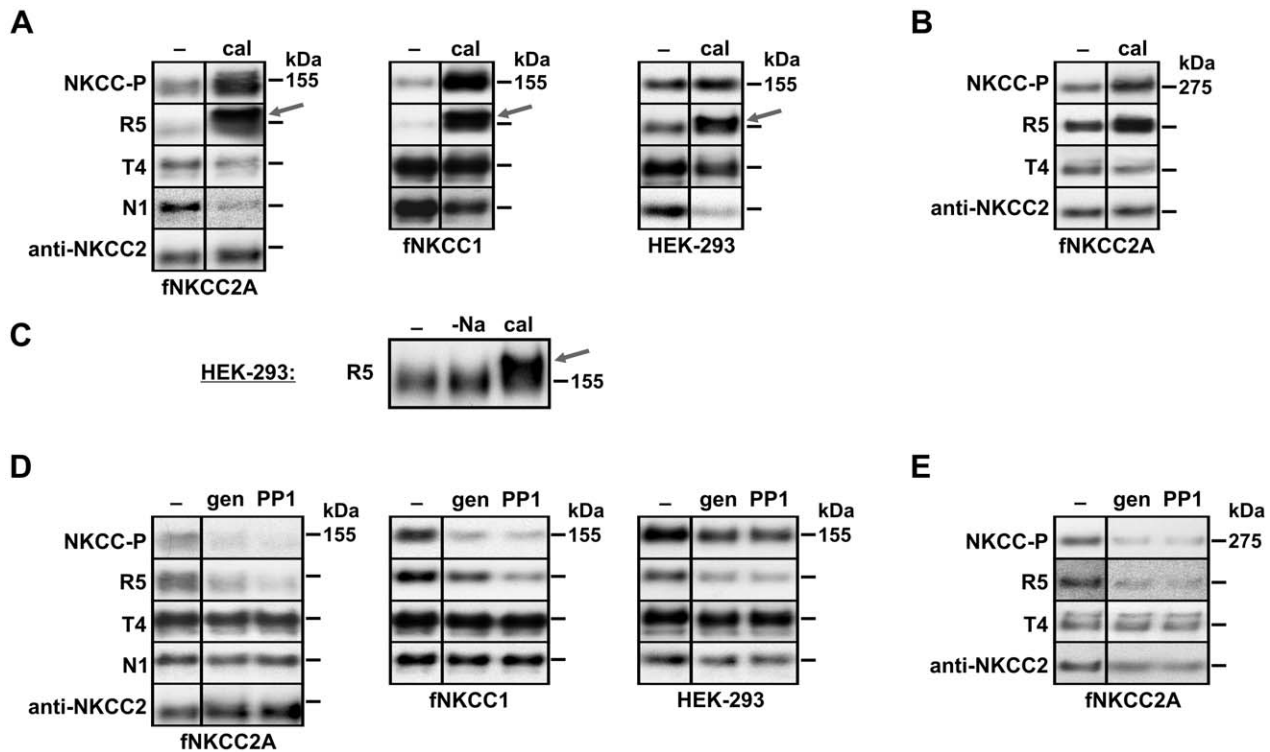 A
B
– cal
kDa
– cal
kDa
– cal
kDa
– cal
kDa
NKCC-P
155
155
155
NKCC-P
275
R5
R5
T4
T4
N1
anti-NKCC2
anti-NKCC2
fNKCC2A
fNKCC1
HEK-293
fNKCC2A
C
– -Na cal
HEK-293:
R5
155
D
E
– gen PP1
kDa
– gen PP1
kDa
– gen PP1
kDa
– gen PP1
kDa
NKCC-P
155
155
155
NKCC-P
275
R5
R5
T4
T4
N1
anti-NKCC2
anti-NKCC2
fNKCC2A
fNKCC1
HEK-293
fNKCC2A